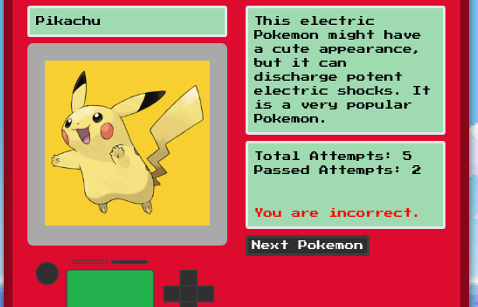 Pikachu
This electric
Pokemon might have
a cute appearance,
but it can
discharge potent
electric shocks. It
is a very popular
Pokemon.
Total Attempts: 5
Passed Attempts: 2
You are incorrect.
Next Pokemon